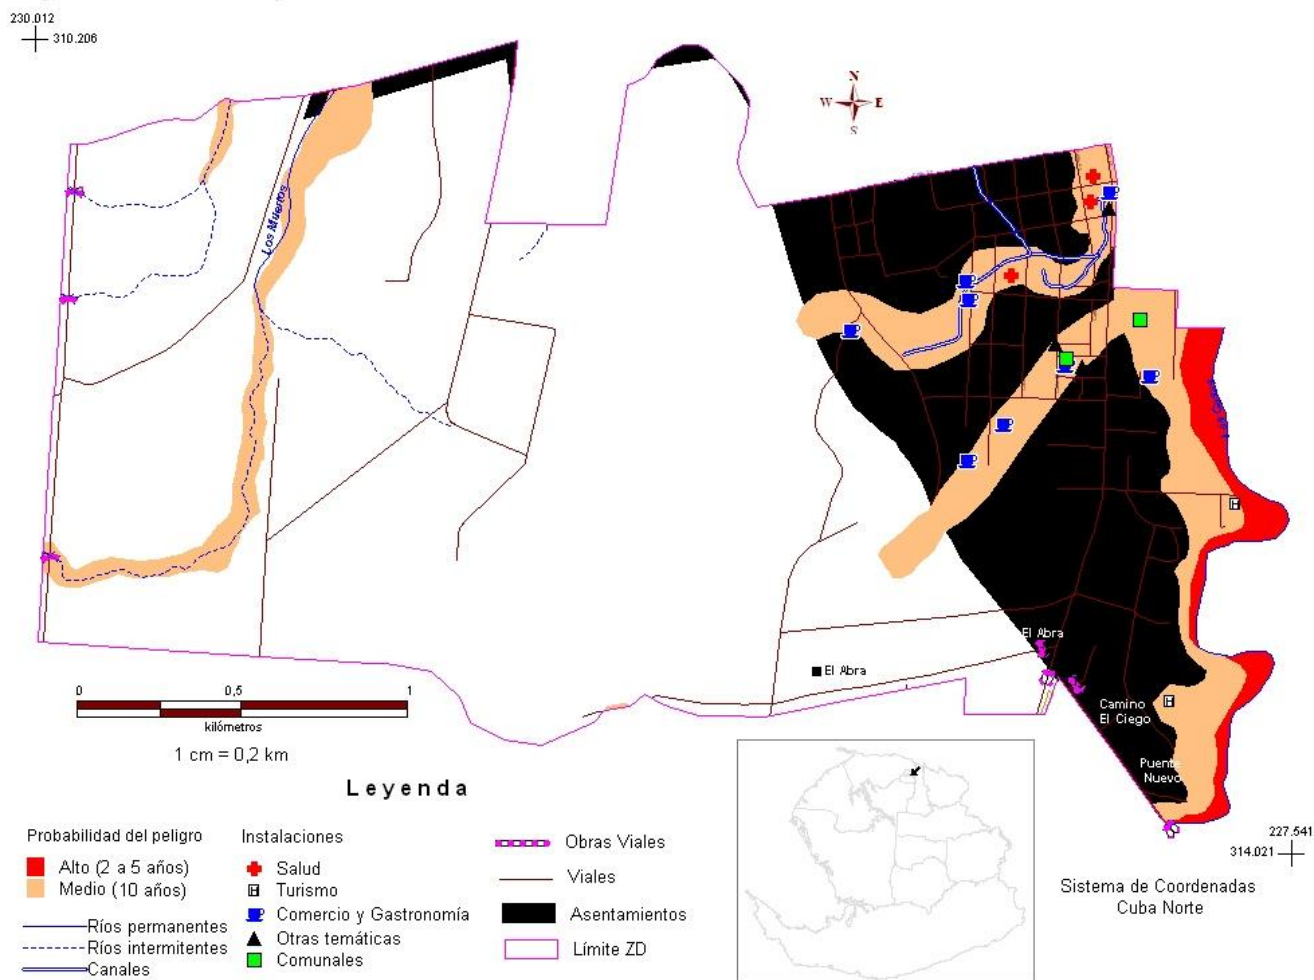 230.012
310.206
N
W E
S
Los Muertos
El Abra
El Abra
Camino
El Ciego
Puente
Nuevo
0 0,5 1
kilómetros
1 cm = 0,2 km
Leyenda
Probabilidad del peligro
Alto (2 a 5 años)
Medio (10 años)
Ríos permanentes
Ríos intermitentes
Canales
Instalaciones
Salud
Turismo
Comercio y Gastronomía
Otras temáticas
Comunales
Obras Viales
Viales
Asentamientos
Límite ZD
227.541
314.021
Sistema de Coordenadas
Cuba Norte